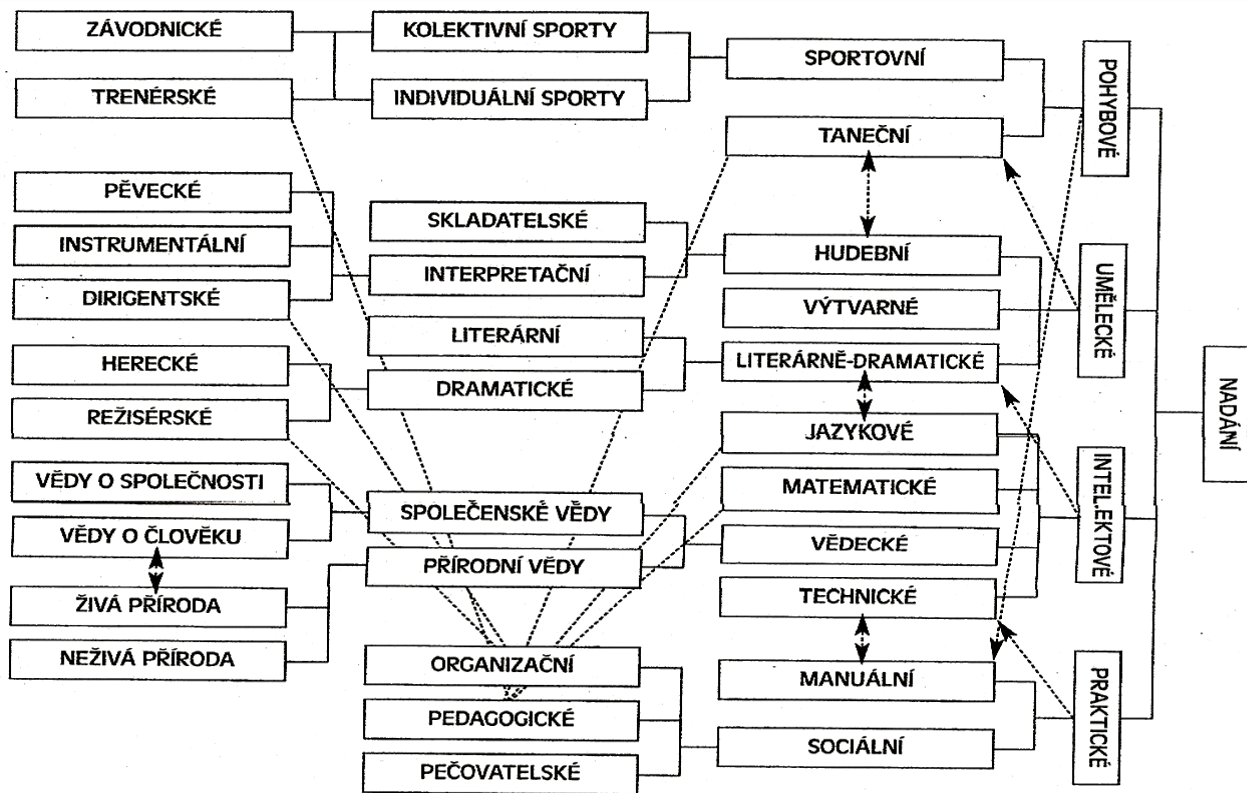 ZÁVODNICKÉ
TRENÉRSKÉ
PĚVECKÉ
INSTRUMENTÁLNÍ
DIRIGENTSKÉ
HERECKÉ
REŽISÉRSKÉ
VĚDY O SPOLEČNOSTI
VĚDY O ČLOVĚKU
ŽIVÁ PŘÍRODA
NEŽIVÁ PŘÍRODA
KOLEKTIVNÍ SPORTY
INDIVIDUÁLNÍ SPORTY
SKLADATELSKÉ
INTERPRETAČNÍ
LITERÁRNÍ
DRAMATICKÉ
SPOLEČENSKÉ VĚDY
PŘÍRODNÍ VĚDY
ORGANIZAČNÍ
PEDAGOGICKÉ
PEČOVATELSKÉ
SPORTOVNÍ
TANEČNÍ
HUDEBNÍ
VÝTVARNÉ
LITERÁRNĚ-DRAMATICKÉ
JAZYKOVÉ
MATEMATICKÉ
VĚDECKÉ
TECHNICKÉ
MANUÁLNÍ
SOCIÁLNÍ
POHYBOVÉ
UMĚLECKÉ
INTELEKTOVÉ
PRAKTICKÉ
NADÁNÍ